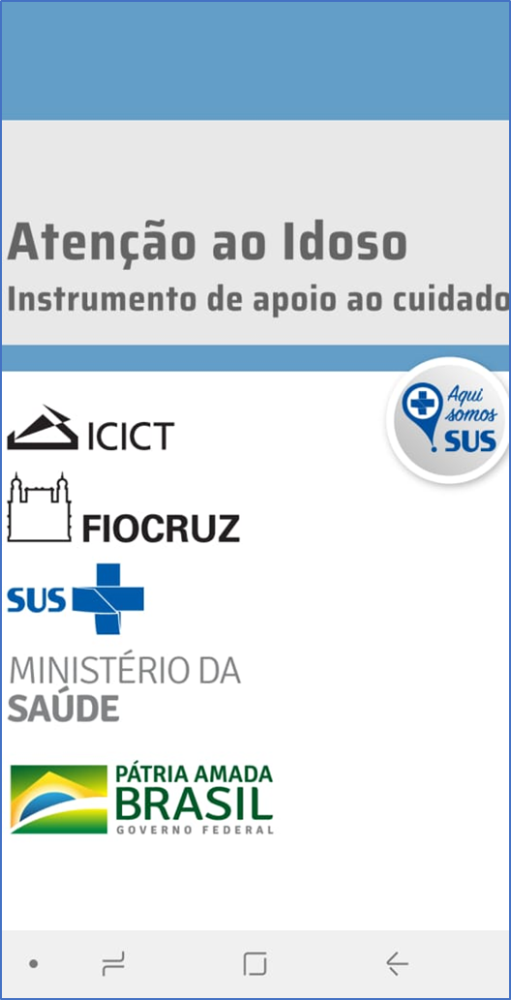 Atenção ao Idoso
Instrumento de apoio ao cuidado
Aqui
somos
SUS
ICICT
FIOCRUZ
SUS
MINISTÉRIO DA
SAÚDE
PÁTRIA AMADA
BRASIL
GOVERNO FEDERAL